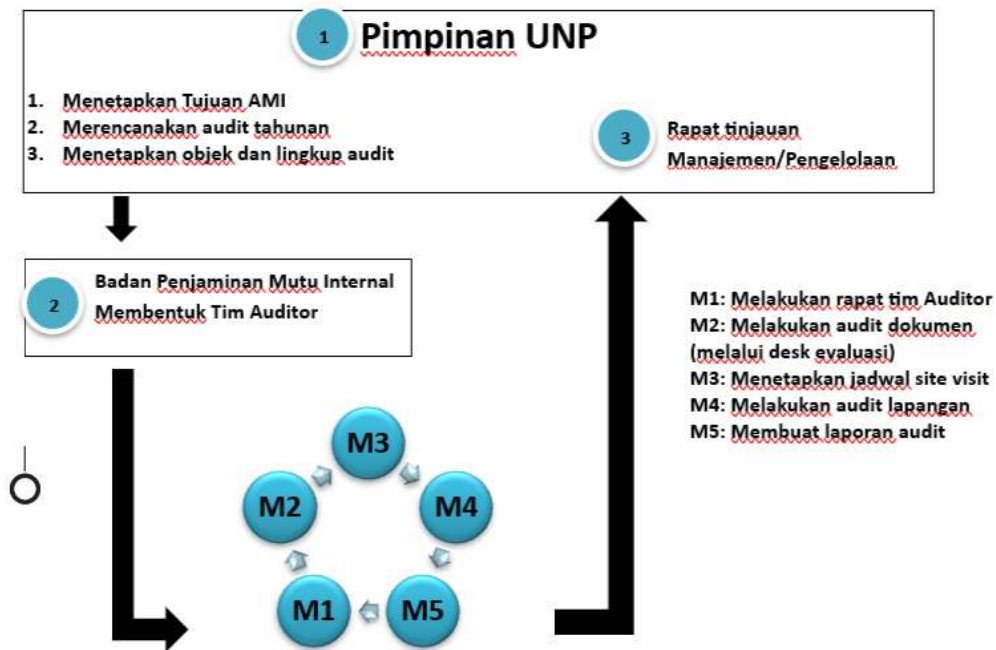 1 Pimpinan UNP
1. Menetapkan Tujuan AMI
2. Merencanakan audit tahunan
3. Menetapkan objek dan lingkup audit
3 Rapat tinjauan
Manajemen/Pengelolaan
Badan Penjaminan Mutu Internal
2 Membentuk Tim Auditor
M1: Melakukan rapat tim Auditor
M2: Melakukan audit dokumen
(melalui desk evaluasi)
M3: Menetapkan jadwal site visit
M4: Melakukan audit lapangan
M5: Membuat laporan audit
M3
M2
M4
M1
M5